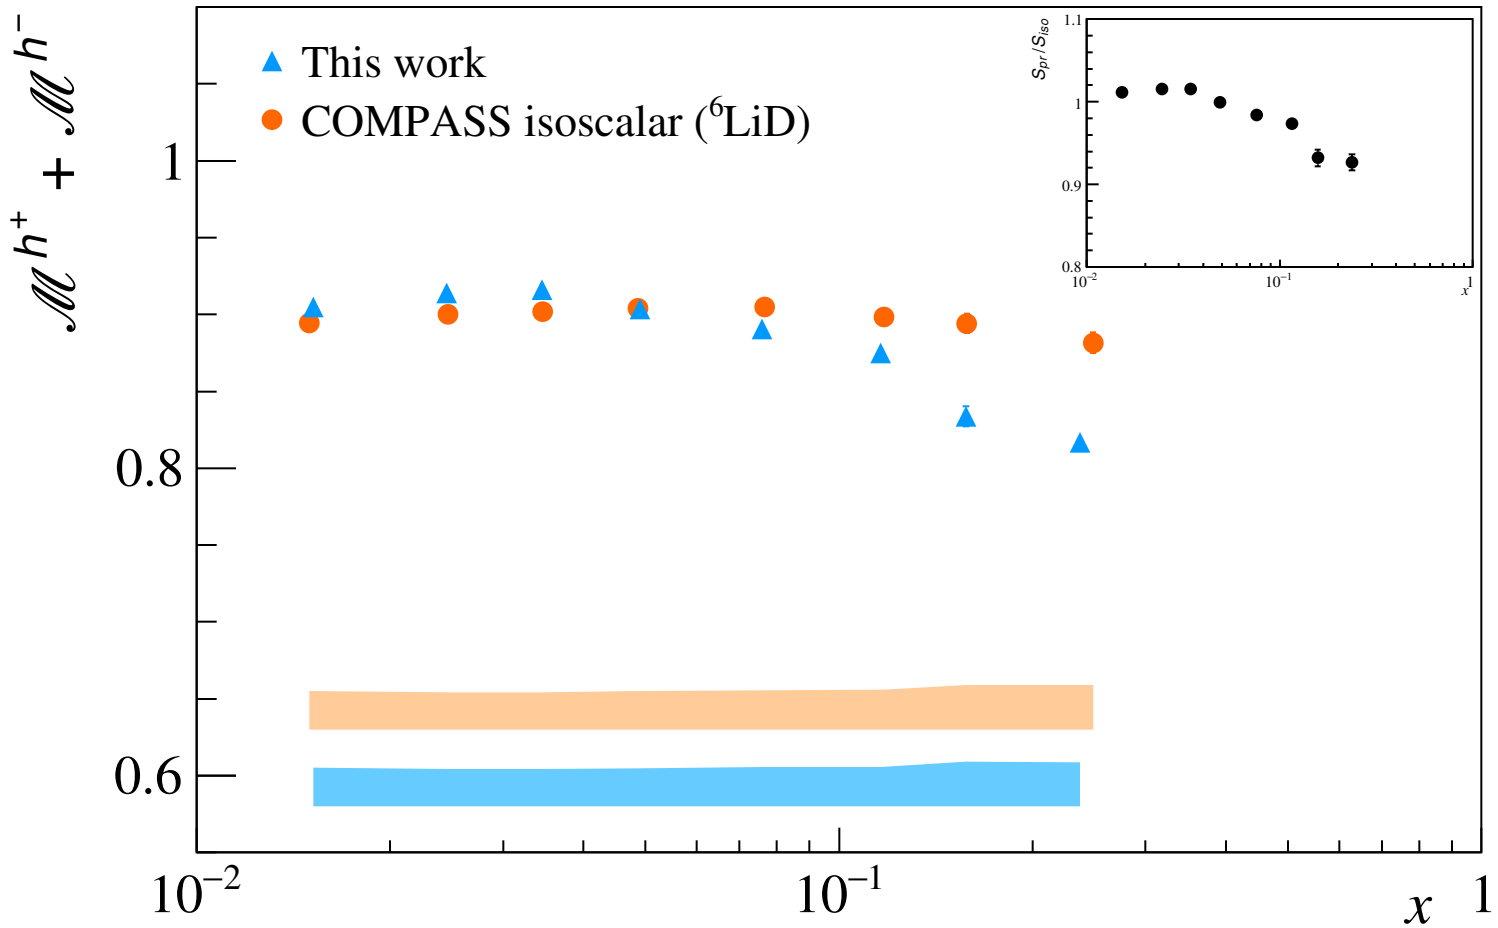 ℳ^h⁺ + ℳ^h⁻
This work
COMPASS isoscalar (⁶LiD)
1
0.8
0.6
10⁻²
10⁻¹
1
x
S_pr/S_iso
1.1
1
0.9
0.8
10⁻²
10⁻¹
1
x